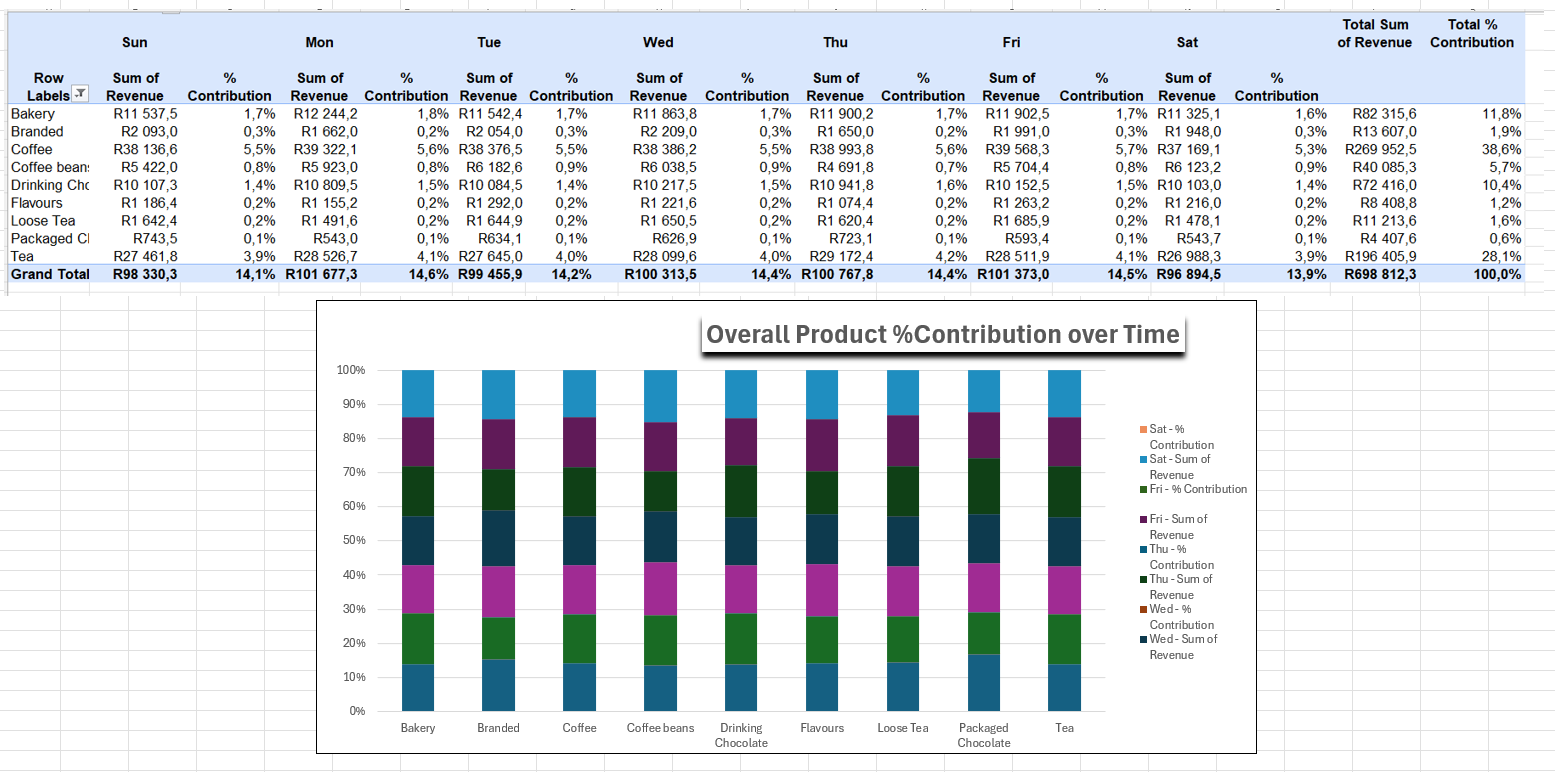 Total Sum Total %
Sun Mon Tue Wed Thu Fri Sat of Revenue Contribution
Row Sum of % Sum of % Sum of % Sum of % Sum of % Sum of % Sum of %
Labels Revenue Contribution Revenue Contribution Revenue Contribution Revenue Contribution Revenue Contribution Revenue Contribution Revenue Contribution
Bakery R11 537,5 1,7% R12 244,2 1,8% R11 542,4 1,7% R11 863,8 1,7% R11 900,2 1,7% R11 902,5 1,7% R11 325,1 1,6% R82 315,6 11,8%
Branded R2 093,0 0,3% R1 662,0 0,2% R2 054,0 0,3% R2 209,0 0,3% R1 650,0 0,2% R1 991,0 0,3% R1 948,0 0,3% R13 607,0 1,9%
Coffee R38 136,6 5,5% R39 322,1 5,6% R38 376,5 5,5% R38 386,2 5,5% R38 993,8 5,6% R39 568,3 5,7% R37 169,1 5,3% R269 952,5 38,6%
Coffee beans R5 422,0 0,8% R5 923,0 0,8% R6 182,6 0,9% R6 038,5 0,9% R4 691,8 0,7% R5 704,4 0,8% R6 123,2 0,9% R40 085,3 5,7%
Drinking Cho R10 107,3 1,4% R10 809,5 1,5% R10 084,5 1,4% R10 217,5 1,5% R10 941,8 1,6% R10 152,5 1,5% R10 103,0 1,4% R72 416,0 10,4%
Flavours R1 186,4 0,2% R1 155,2 0,2% R1 292,0 0,2% R1 221,6 0,2% R1 074,4 0,2% R1 263,2 0,2% R1 216,0 0,2% R8 408,8 1,2%
Loose Tea R1 642,4 0,2% R1 491,6 0,2% R1 644,9 0,2% R1 650,5 0,2% R1 620,4 0,2% R1 685,9 0,2% R1 478,1 0,2% R11 213,6 1,6%
Packaged Cl R743,5 0,1% R543,0 0,1% R634,1 0,1% R626,9 0,1% R723,1 0,1% R593,4 0,1% R543,7 0,1% R4 407,6 0,6%
Tea R27 461,8 3,9% R28 526,7 4,1% R27 645,0 4,0% R28 099,6 4,0% R29 172,4 4,2% R28 511,9 4,1% R26 988,3 3,9% R196 405,9 28,1%
Grand Total R98 330,3 14,1% R101 677,3 14,6% R99 455,9 14,2% R100 313,5 14,4% R100 767,8 14,4% R101 373,0 14,5% R96 894,5 13,9% R698 812,3 100,0%
Overall Product %Contribution over Time
100%
90%
80%
70%
60%
50%
40%
30%
20%
10%
0%
Bakery Branded Coffee Coffee beans Drinking Flavours Loose Tea Packaged Tea
Chocolate Chocolate
Sat - %
Contribution
Sat - Sum of
Revenue
Fri - % Contribution
Fri - Sum of
Revenue
Thu - %
Contribution
Thu - Sum of
Revenue
Wed - %
Contribution
Wed - Sum of
Revenue